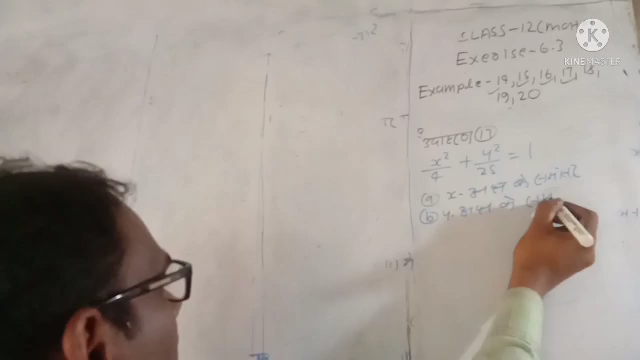 CLASS-12(math
Exercise-6.3
Example-14, 15, 16, 17, 18,
19, 20
उदाहरण 17
x²/4 + y²/25 = 1
(a) x-अक्ष के समांतर
(b) y-अक्ष के
KINEMASTER